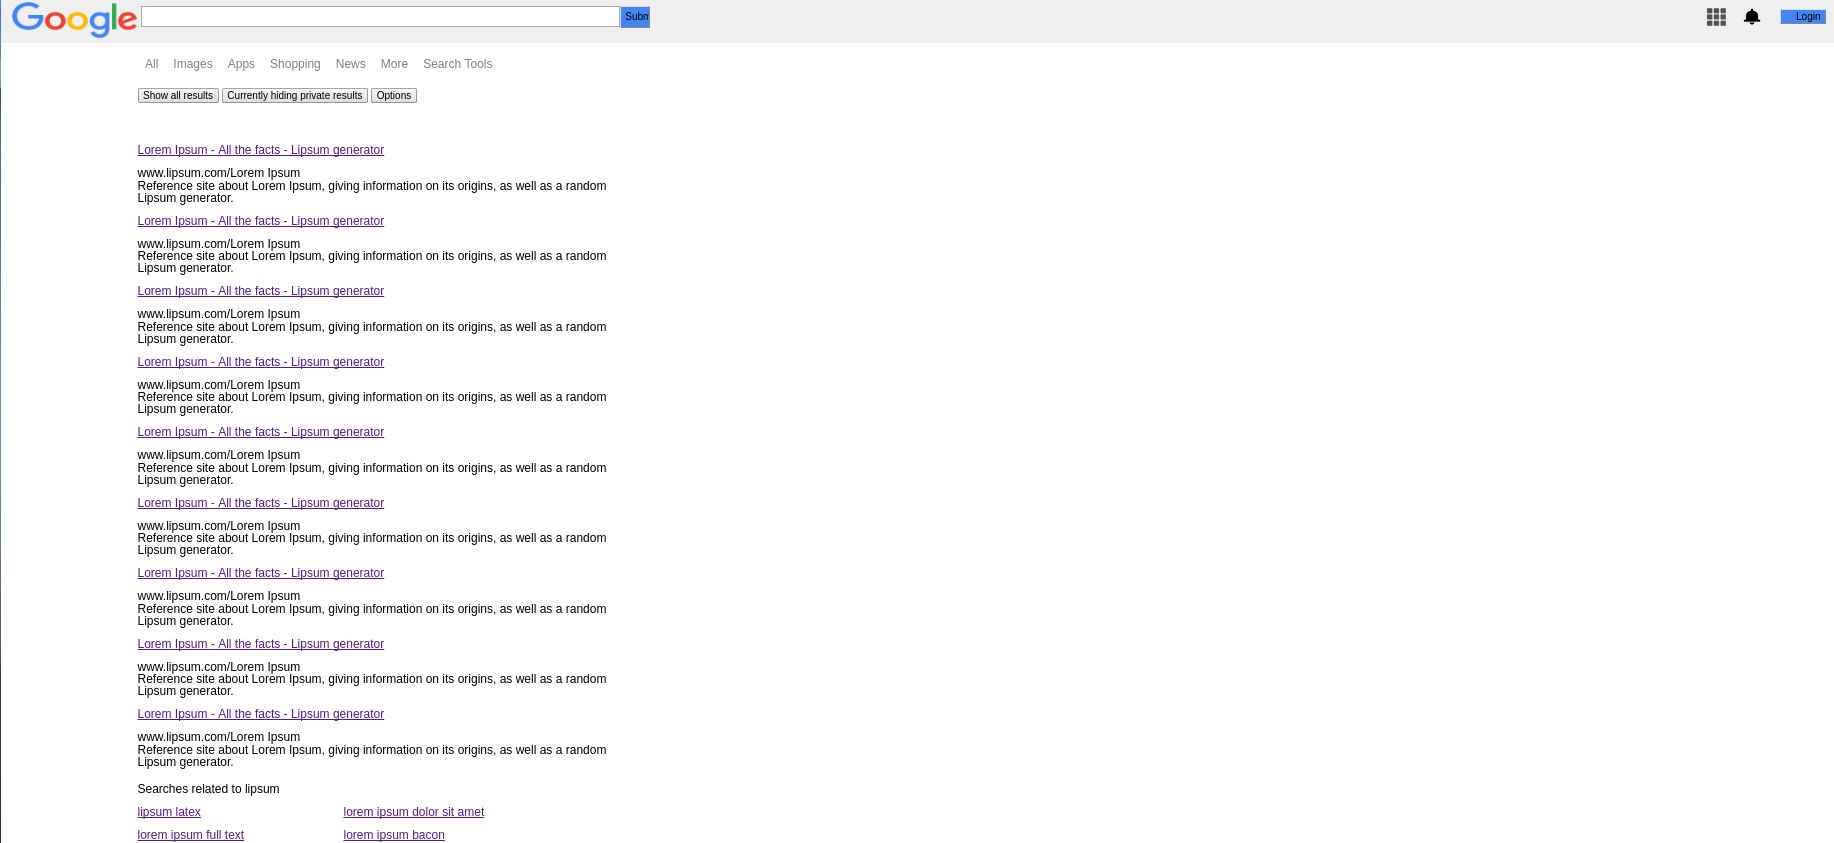 Google Subm Login
All Images Apps Shopping News More Search Tools
Show all results Currently hiding private results Options
Lorem Ipsum - All the facts - Lipsum generator
www.lipsum.com/Lorem Ipsum
Reference site about Lorem Ipsum, giving information on its origins, as well as a random
Lipsum generator.
Lorem Ipsum - All the facts - Lipsum generator
www.lipsum.com/Lorem Ipsum
Reference site about Lorem Ipsum, giving information on its origins, as well as a random
Lipsum generator.
Lorem Ipsum - All the facts - Lipsum generator
www.lipsum.com/Lorem Ipsum
Reference site about Lorem Ipsum, giving information on its origins, as well as a random
Lipsum generator.
Lorem Ipsum - All the facts - Lipsum generator
www.lipsum.com/Lorem Ipsum
Reference site about Lorem Ipsum, giving information on its origins, as well as a random
Lipsum generator.
Lorem Ipsum - All the facts - Lipsum generator
www.lipsum.com/Lorem Ipsum
Reference site about Lorem Ipsum, giving information on its origins, as well as a random
Lipsum generator.
Lorem Ipsum - All the facts - Lipsum generator
www.lipsum.com/Lorem Ipsum
Reference site about Lorem Ipsum, giving information on its origins, as well as a random
Lipsum generator.
Lorem Ipsum - All the facts - Lipsum generator
www.lipsum.com/Lorem Ipsum
Reference site about Lorem Ipsum, giving information on its origins, as well as a random
Lipsum generator.
Lorem Ipsum - All the facts - Lipsum generator
www.lipsum.com/Lorem Ipsum
Reference site about Lorem Ipsum, giving information on its origins, as well as a random
Lipsum generator.
Lorem Ipsum - All the facts - Lipsum generator
www.lipsum.com/Lorem Ipsum
Reference site about Lorem Ipsum, giving information on its origins, as well as a random
Lipsum generator.
Searches related to lipsum
lipsum latex lorem ipsum dolor sit amet
lorem ipsum full text lorem ipsum bacon